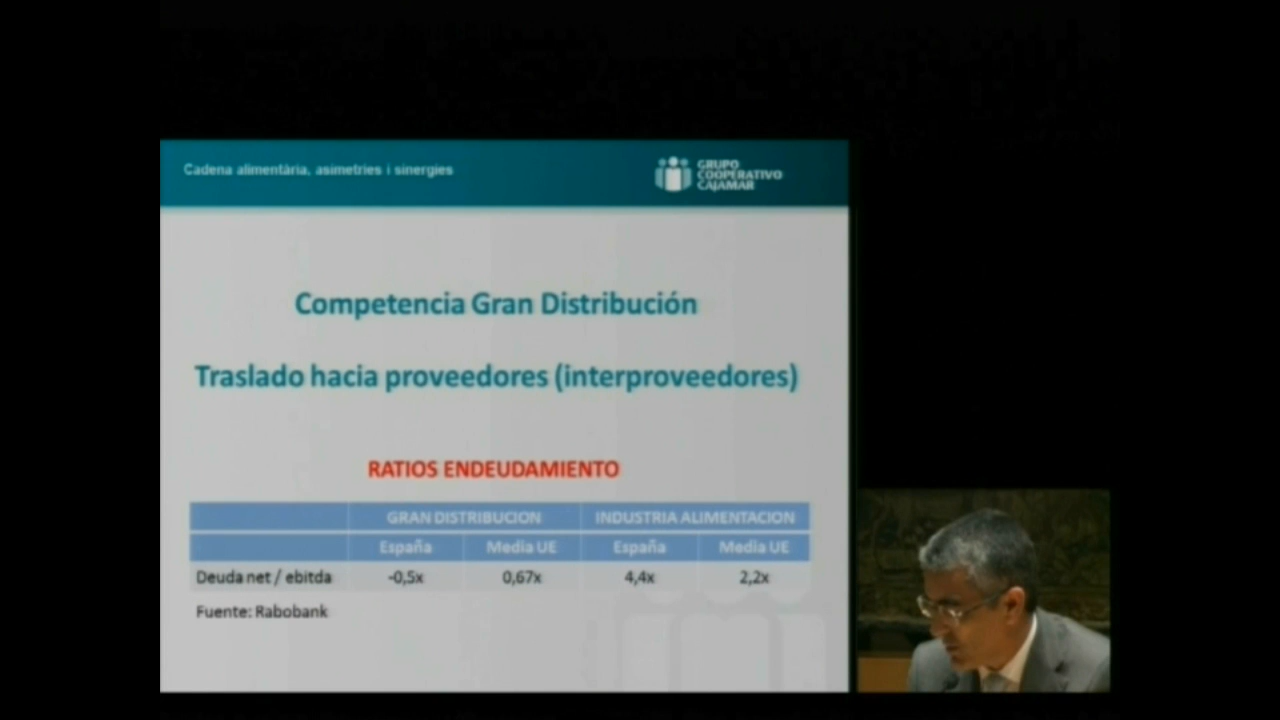 Cadena alimentària, asimetries i sinergies
GRUPO
COOPERATIVO
CAJAMAR
Competencia Gran Distribución
Traslado hacia proveedores (interproveedores)
RATIOS ENDEUDAMIENTO
GRAN DISTRIBUCION INDUSTRIA ALIMENTACION
España Media UE España Media UE
Deuda net / ebitda -0,5x 0,67x 4,4x 2,2x
Fuente: Rabobank